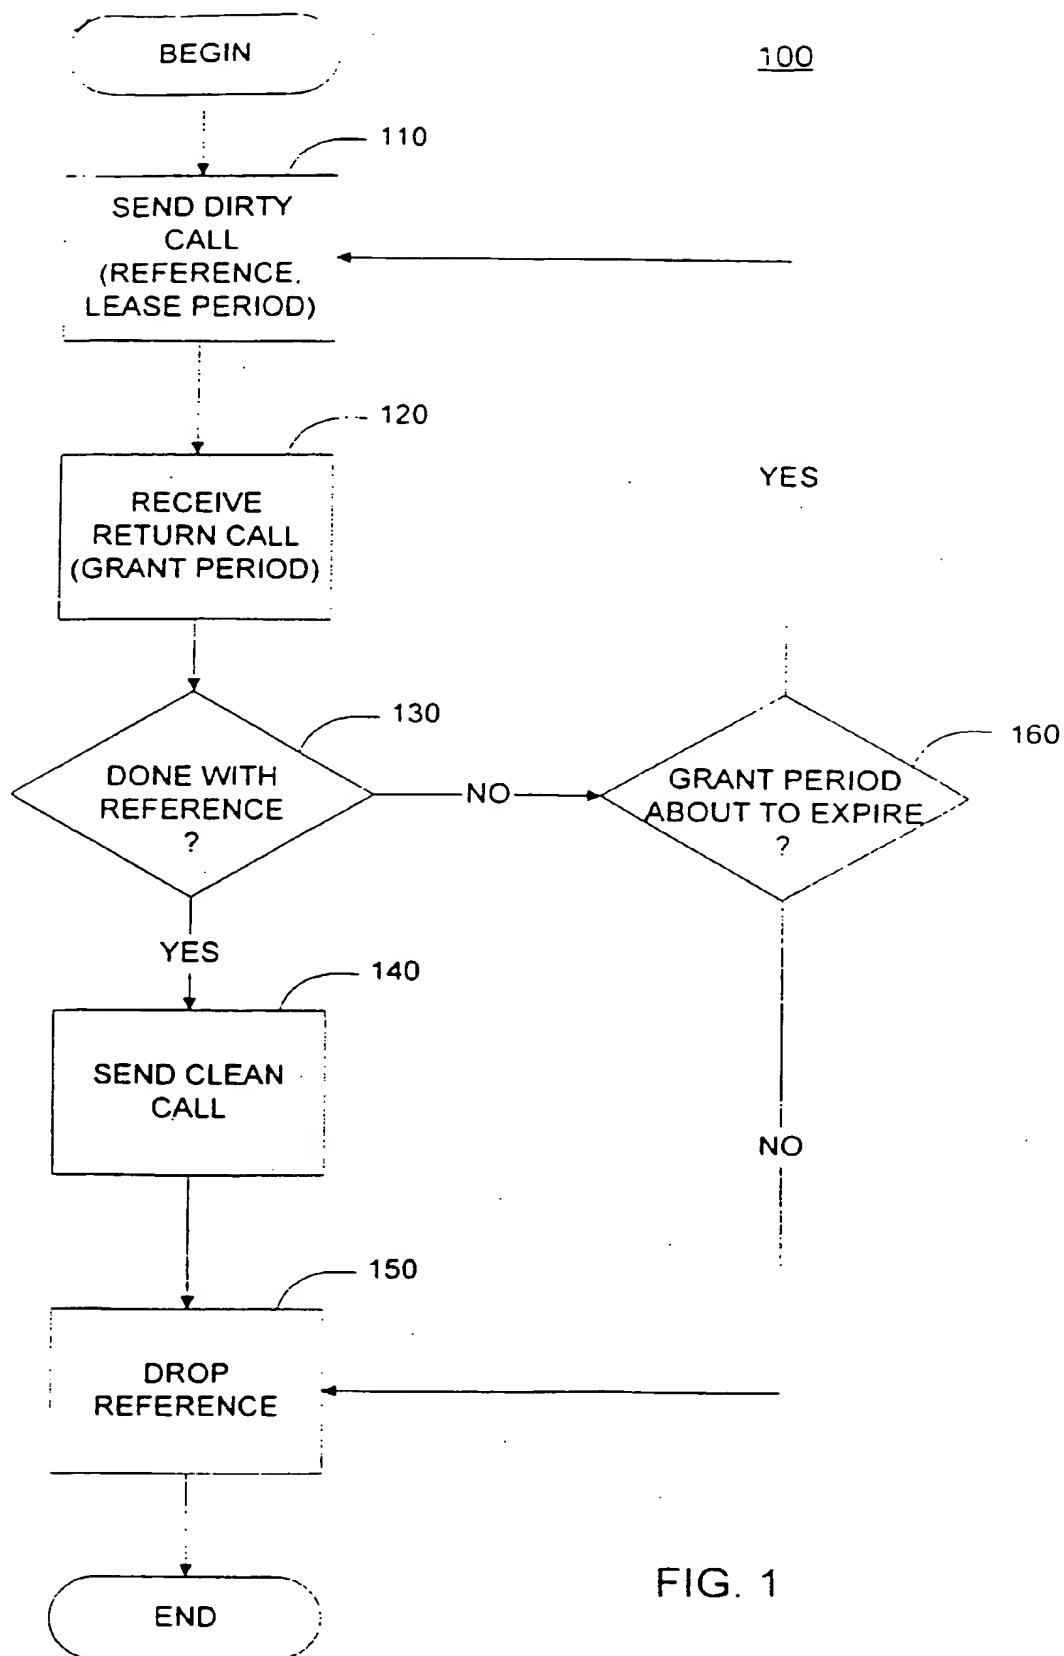 BEGIN
100
110
SEND DIRTY
CALL
(REFERENCE,
LEASE PERIOD)
120
RECEIVE
RETURN CALL
(GRANT PERIOD)
YES
130
DONE WITH
REFERENCE
?
NO
160
GRANT PERIOD
ABOUT TO EXPIRE
?
YES
140
SEND CLEAN
CALL
NO
150
DROP
REFERENCE
END
FIG. 1